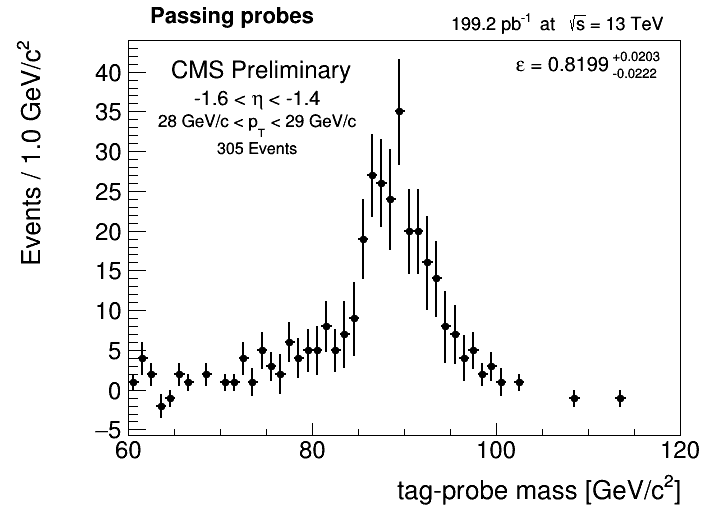 Passing probes
199.2 pb⁻¹ at √s = 13 TeV
CMS Preliminary
ε = 0.8199 +0.0203 -0.0222
-1.6 < η < -1.4
28 GeV/c < p_T < 29 GeV/c
305 Events
Events / 1.0 GeV/c²
40
35
30
25
20
15
10
5
0
−5
60 80 100 120
tag-probe mass [GeV/c²]